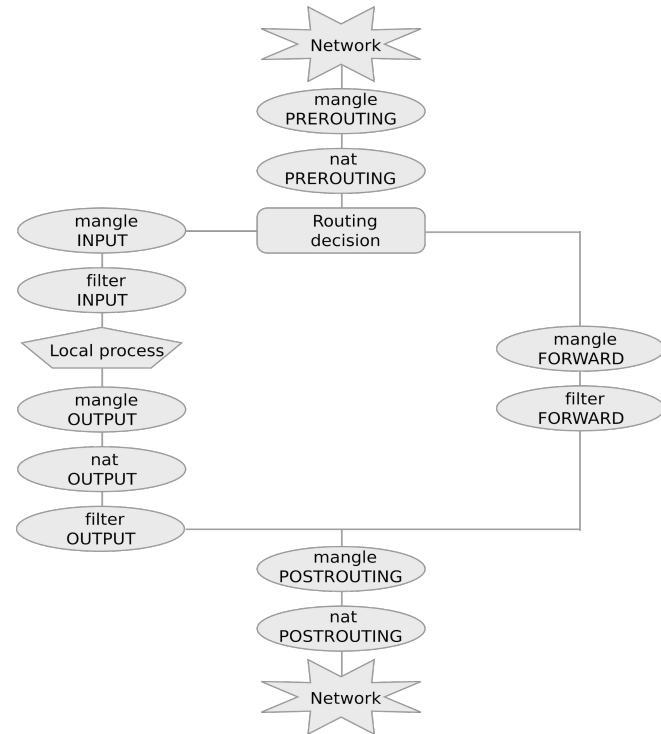 Network
mangle
PREROUTING
nat
PREROUTING
Routing
decision
mangle
INPUT
filter
INPUT
Local process
mangle
OUTPUT
nat
OUTPUT
filter
OUTPUT
mangle
FORWARD
filter
FORWARD
mangle
POSTROUTING
nat
POSTROUTING
Network